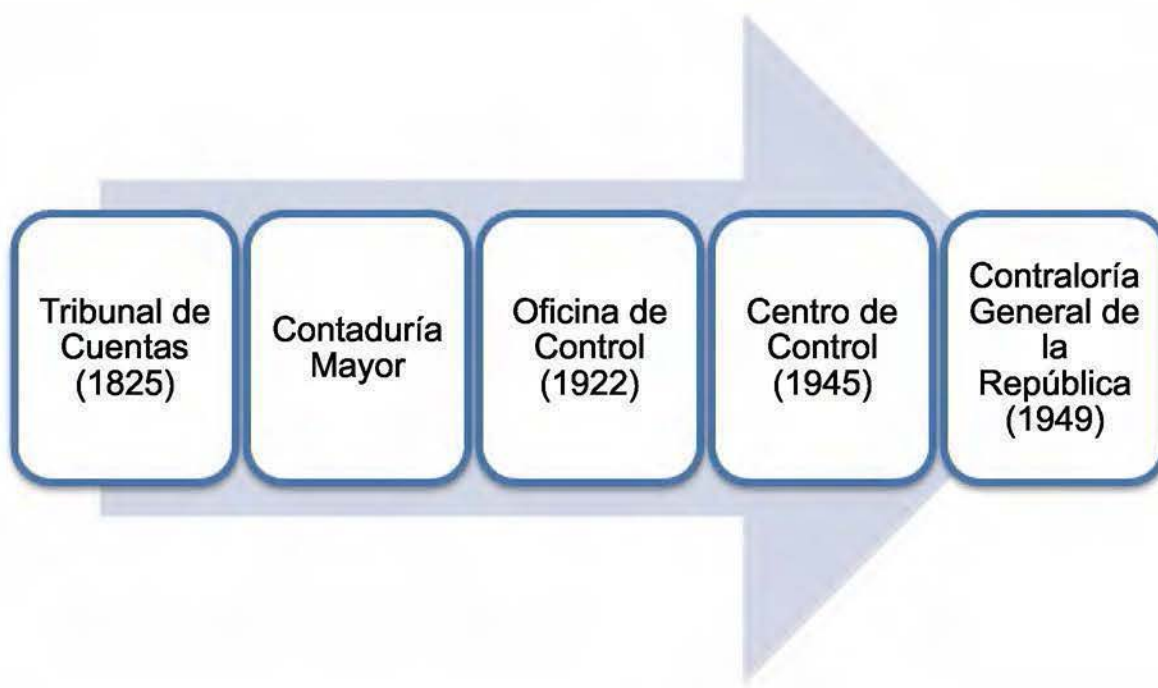 Tribunal de
Cuentas
(1825)
Contaduría
Mayor
Oficina de
Control
(1922)
Centro de
Control
(1945)
Contraloría
General de
la
República
(1949)